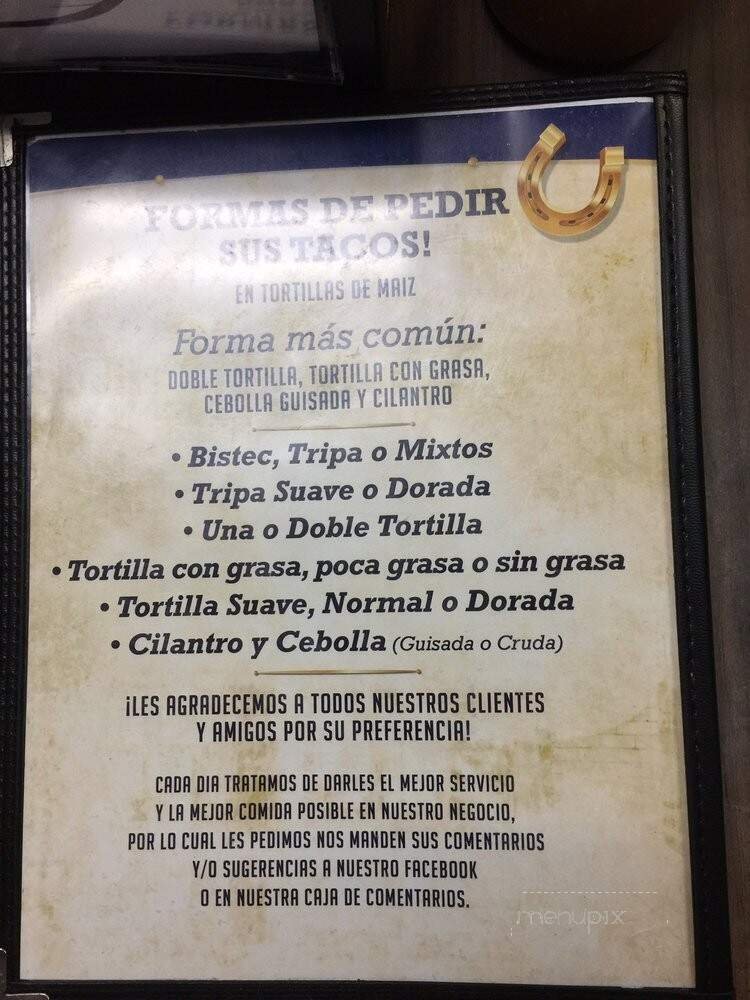 FORMAS DE PEDIR
SUS TACOS!
EN TORTILLAS DE MAIZ
Forma más común:
DOBLE TORTILLA, TORTILLA CON GRASA,
CEBOLLA GUISADA Y CILANTRO
• Bistec, Tripa o Mixtos
• Tripa Suave o Dorada
• Una o Doble Tortilla
• Tortilla con grasa, poca grasa o sin grasa
• Tortilla Suave, Normal o Dorada
• Cilantro y Cebolla (Guisada o Cruda)
¡LES AGRADECEMOS A TODOS NUESTROS CLIENTES
Y AMIGOS POR SU PREFERENCIA!
CADA DIA TRATAMOS DE DARLES EL MEJOR SERVICIO
Y LA MEJOR COMIDA POSIBLE EN NUESTRO NEGOCIO,
POR LO CUAL LES PEDIMOS NOS MANDEN SUS COMENTARIOS
Y/O SUGERENCIAS A NUESTRO FACEBOOK
O EN NUESTRA CAJA DE COMENTARIOS.
menupix